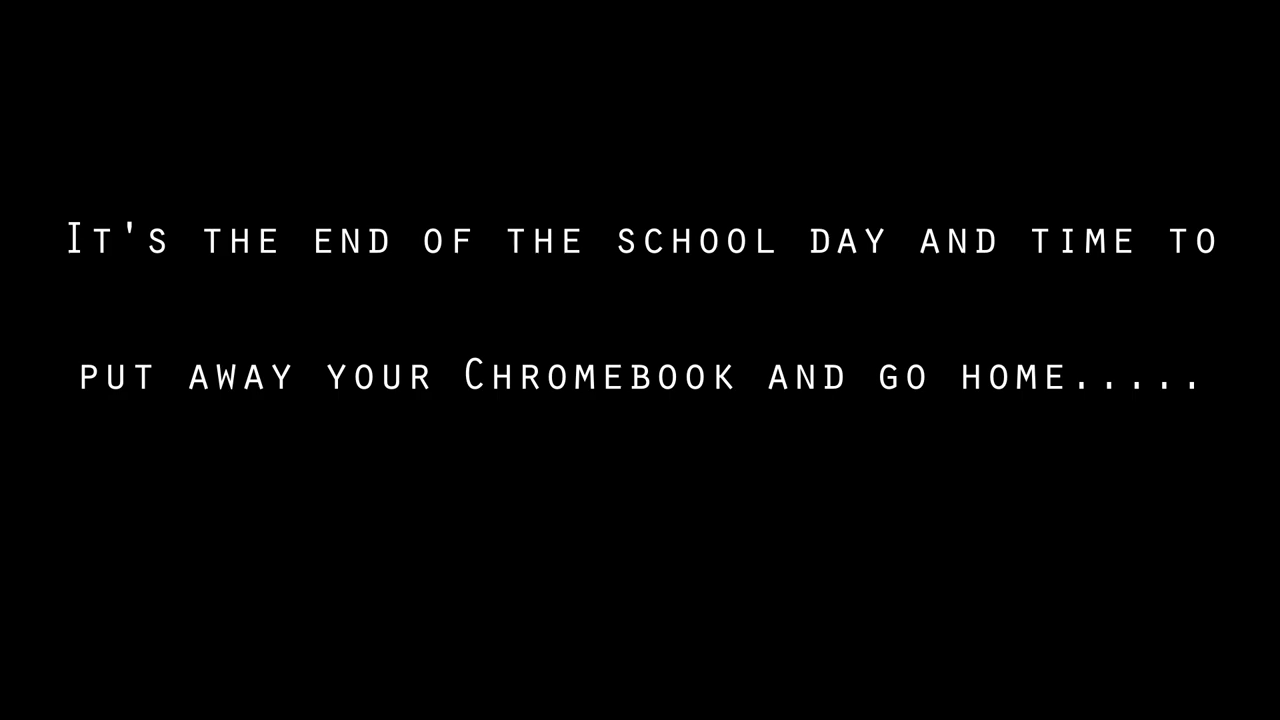 It's the end of the school day and time to
put away your Chromebook and go home.....